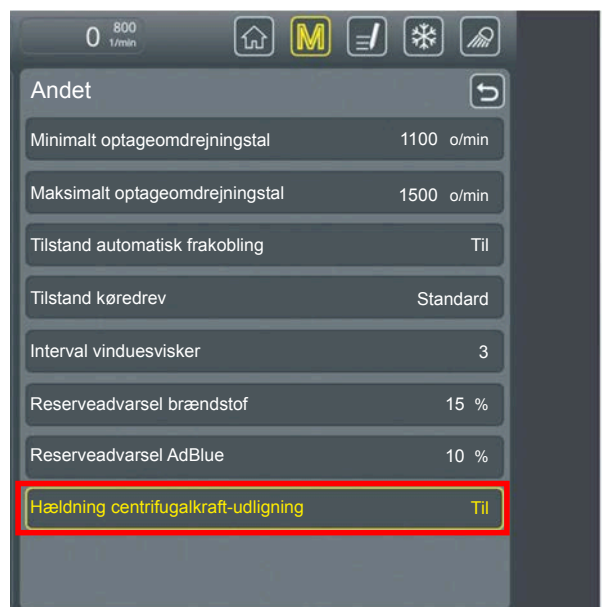 0 800
1/min
M
Andet
Minimalt optageomdrejningstal 1100 o/min
Maksimalt optageomdrejningstal 1500 o/min
Tilstand automatisk frakobling Til
Tilstand køredrev Standard
Interval vinduesvisker 3
Reserveadvarsel brændstof 15 %
Reserveadvarsel AdBlue 10 %
Hældning centrifugalkraft-udligning Til